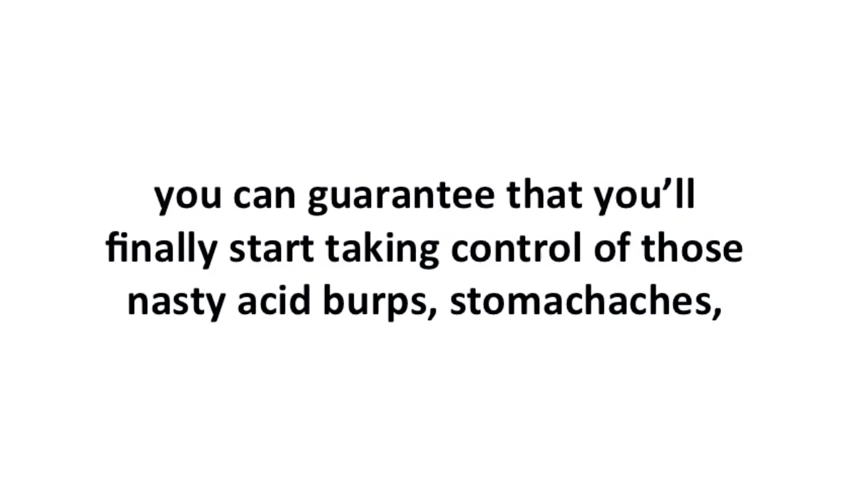 you can guarantee that you’ll
finally start taking control of those
nasty acid burps, stomachaches,